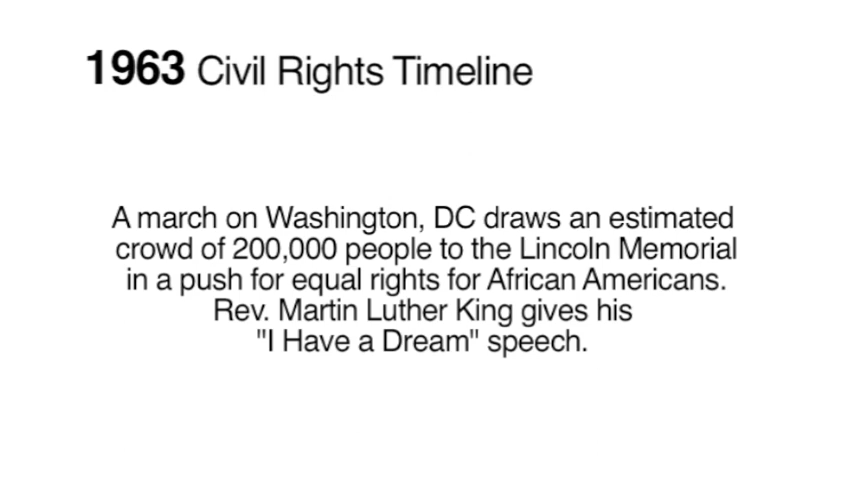 1963 Civil Rights Timeline
A march on Washington, DC draws an estimated
crowd of 200,000 people to the Lincoln Memorial
in a push for equal rights for African Americans.
Rev. Martin Luther King gives his
"I Have a Dream" speech.